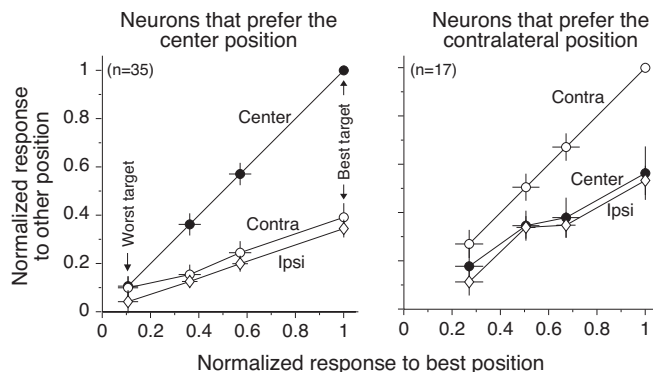 Neurons that prefer the
center position
Neurons that prefer the
contralateral position
(n=35)
(n=17)
Normalized response
to other position
1
0.8
0.6
0.4
0.2
0
Center
Contra
Ipsi
Worst target
Best target
Contra
Center
Ipsi
0 0.2 0.4 0.6 0.8 1
0 0.2 0.4 0.6 0.8 1
Normalized response to best position